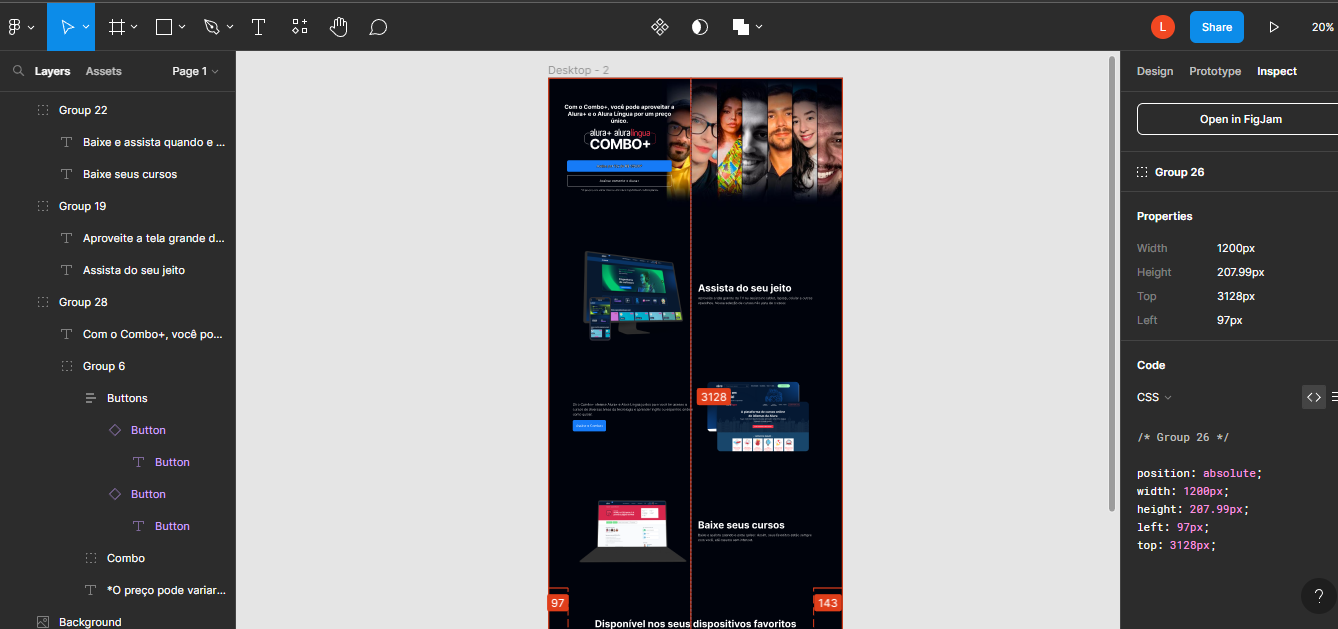 L
Share
20%
Layers
Assets
Page 1
Group 22
Baixe e assista quando e ...
Baixe seus cursos
Group 19
Aproveite a tela grande d...
Assista do seu jeito
Group 28
Com o Combo+, você po...
Group 6
Buttons
Button
Button
Button
Button
Combo
*O preço pode variar...
Background
Desktop - 2
Com o Combo+, você pode aproveitar a
Alura+ e o Alura Língua por um preço
único.
alura+ aluralingua
COMBO+
Assista do seu jeito
3128
Baixe seus cursos
97
143
Disponível nos seus dispositivos favoritos
Design
Prototype
Inspect
Open in FigJam
Group 26
Properties
Width 1200px
Height 207.99px
Top 3128px
Left 97px
Code
CSS
<>
/* Group 26 */
position: absolute;
width: 1200px;
height: 207.99px;
left: 97px;
top: 3128px;
?